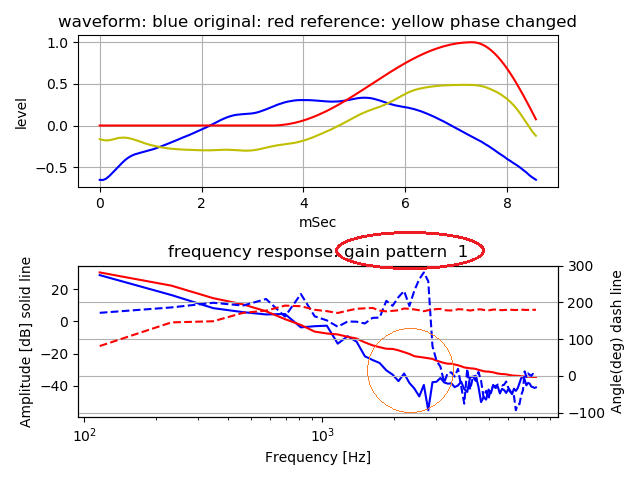 waveform: blue original: red reference: yellow phase changed
1.0
0.5
0.0
−0.5
level
0 2 4 6 8
mSec
frequency response: gain pattern 1
20
0
−20
−40
Amplitude [dB] solid line
300
200
100
0
−100
Angle(deg) dash line
10² 10³
Frequency [Hz]